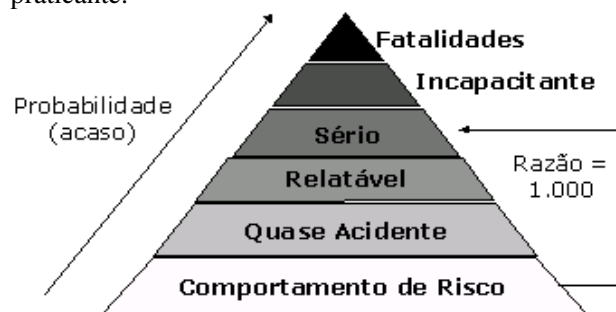 praticante.
Fatalidades
Incapacitante
Probabilidade
(acaso)
Sério
Razão =
1.000
Relatável
Quase Acidente
Comportamento de Risco